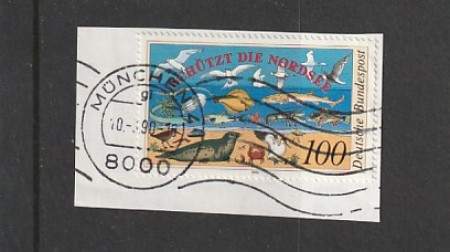 SCHÜTZT DIE NORDSEE
Deutsche Bundespost
100
MÜNCHEN
8000